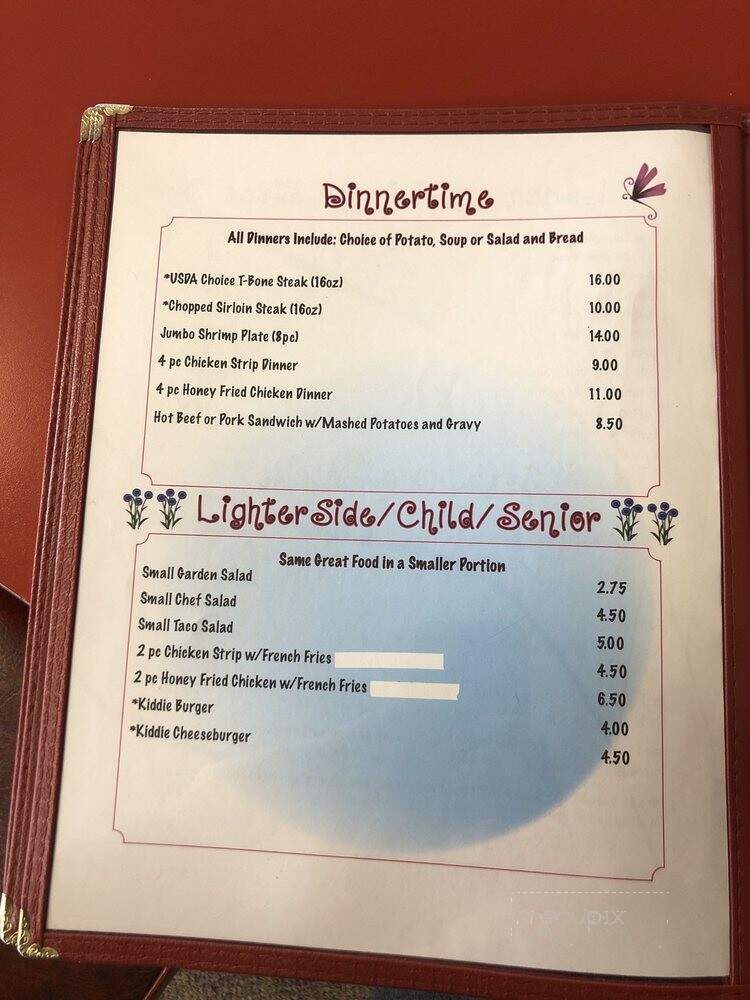 Dinnertime
All Dinners Include: Choice of Potato, Soup or Salad and Bread
*USDA Choice T-Bone Steak (16oz) 16.00
*Chopped Sirloin Steak (16oz) 10.00
Jumbo Shrimp Plate (8pc) 14.00
4 pc Chicken Strip Dinner 9.00
4 pc Honey Fried Chicken Dinner 11.00
Hot Beef or Pork Sandwich w/Mashed Potatoes and Gravy 8.50
Lighter Side/Child/Senior
Same Great Food in a Smaller Portion
Small Garden Salad 2.75
Small Chef Salad 4.50
Small Taco Salad 5.00
2 pc Chicken Strip w/French Fries 4.50
2 pc Honey Fried Chicken w/French Fries 6.50
*Kiddie Burger 4.00
*Kiddie Cheeseburger 4.50
menupix